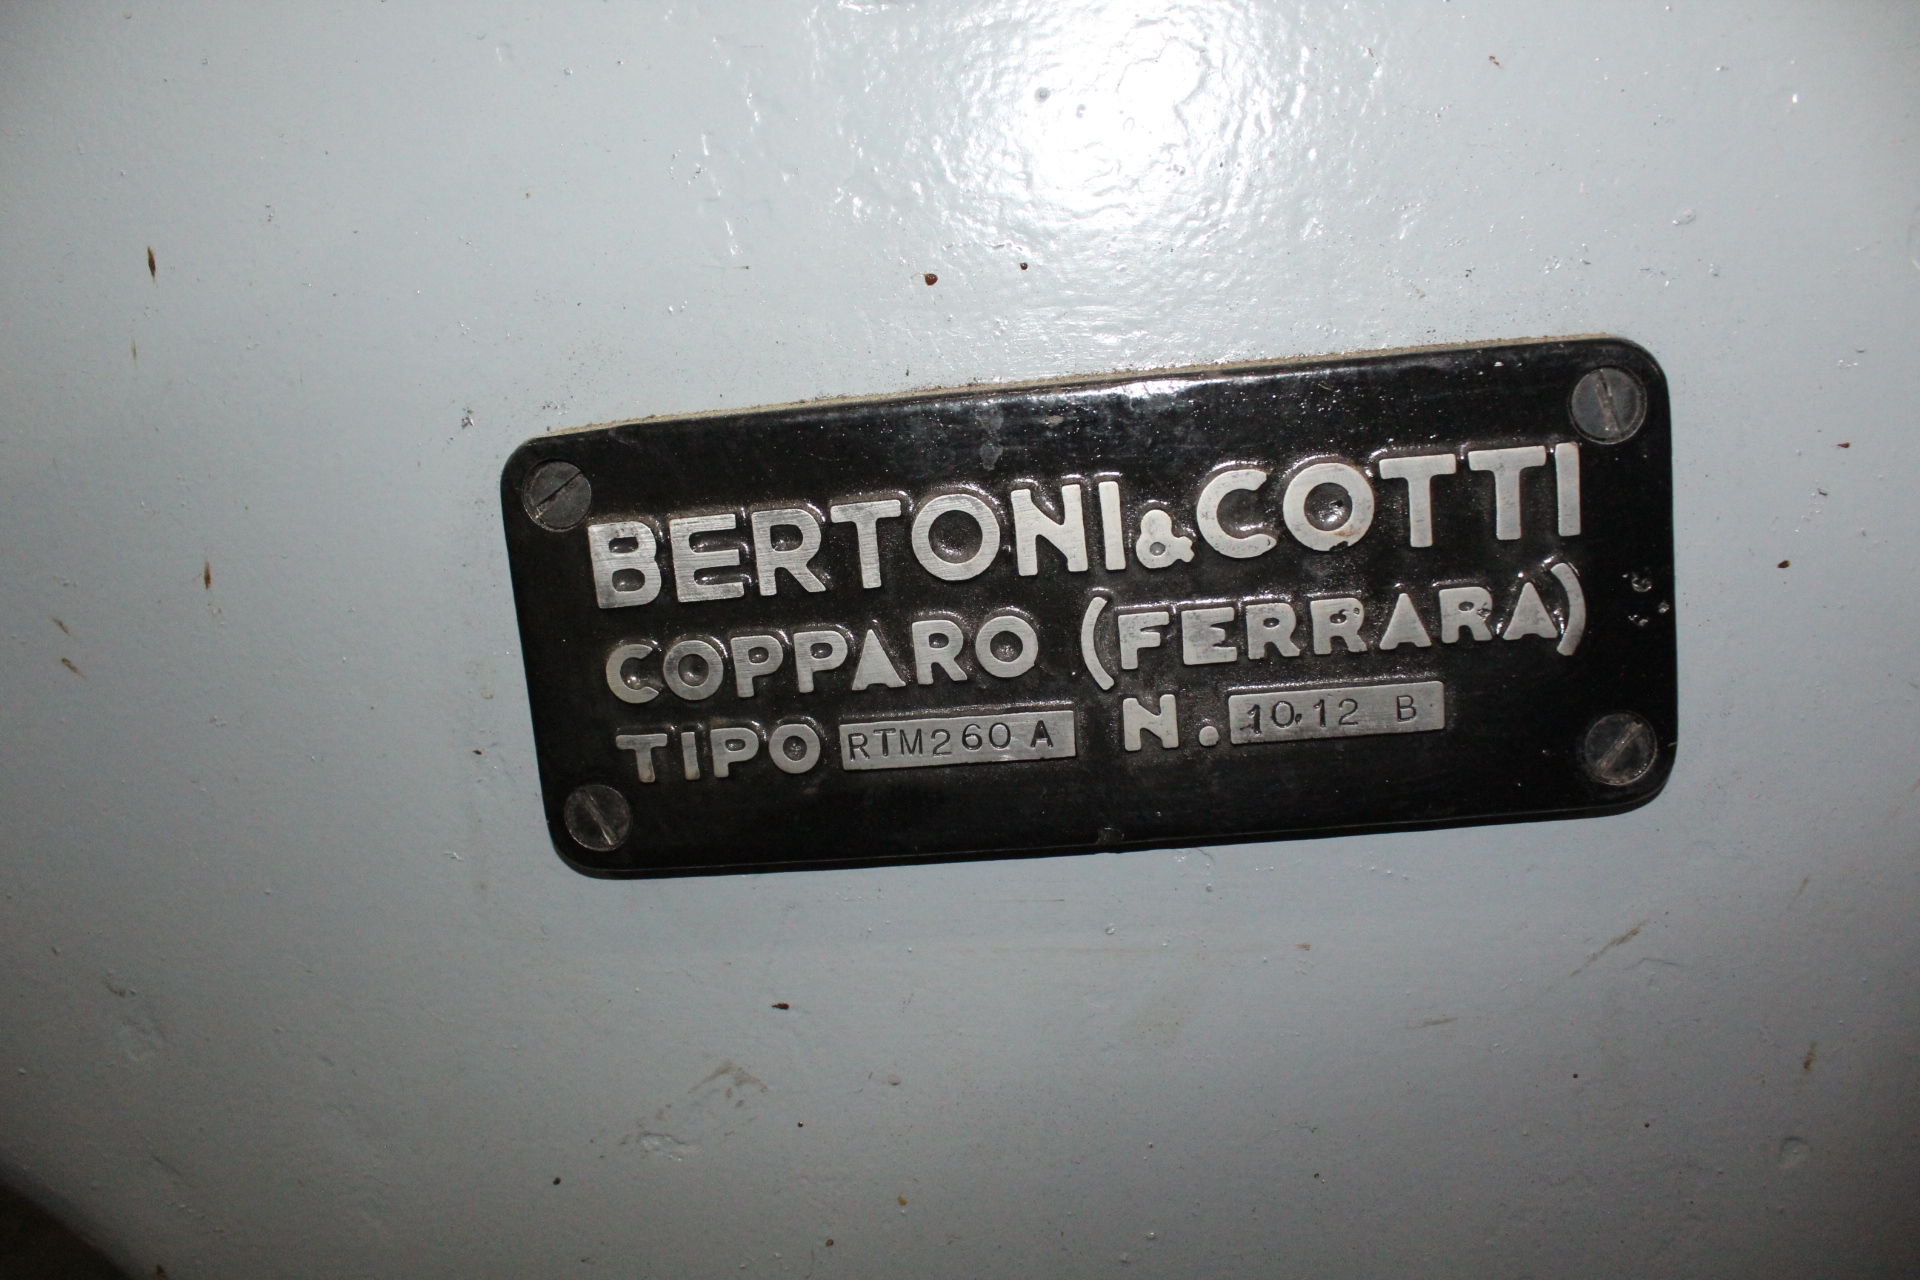 BERTONI & COTTI
COPPARO (FERRARA)
TIPO RTM260 A N. 10.12 B